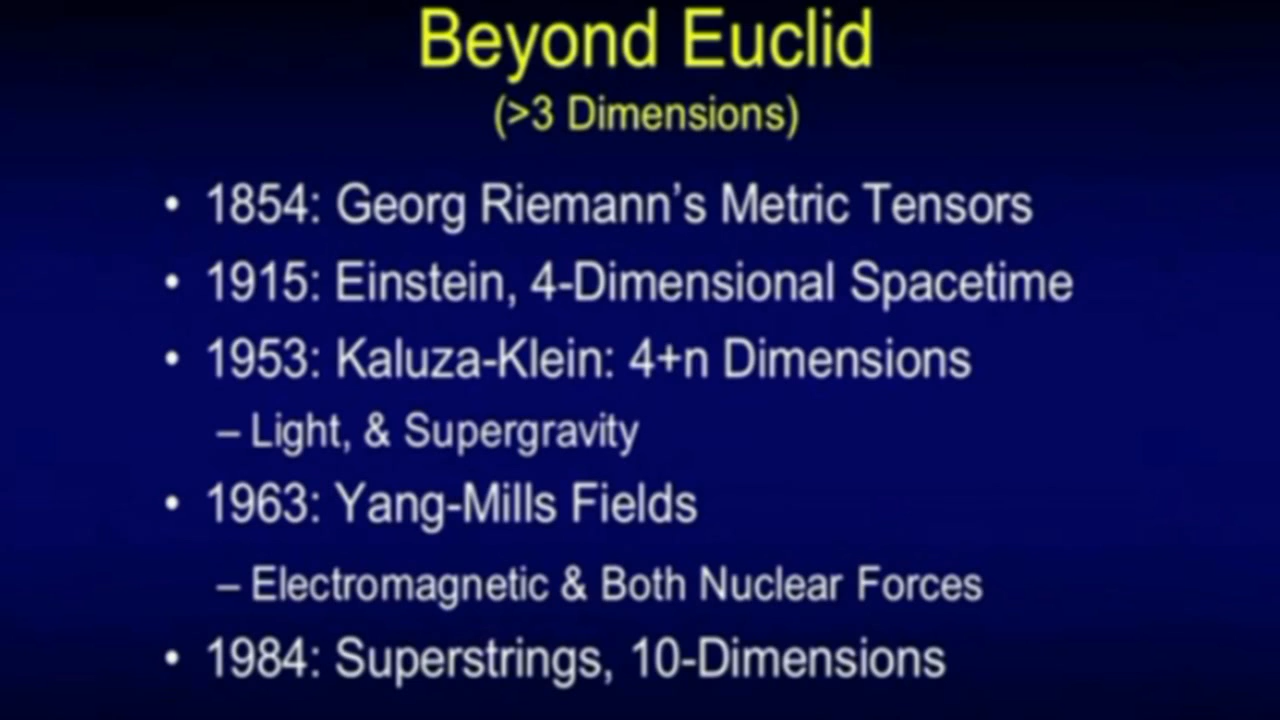 Beyond Euclid
(>3 Dimensions)
• 1854: Georg Riemann's Metric Tensors
• 1915: Einstein, 4-Dimensional Spacetime
• 1953: Kaluza-Klein: 4+n Dimensions
– Light, & Supergravity
• 1963: Yang-Mills Fields
– Electromagnetic & Both Nuclear Forces
• 1984: Superstrings, 10-Dimensions